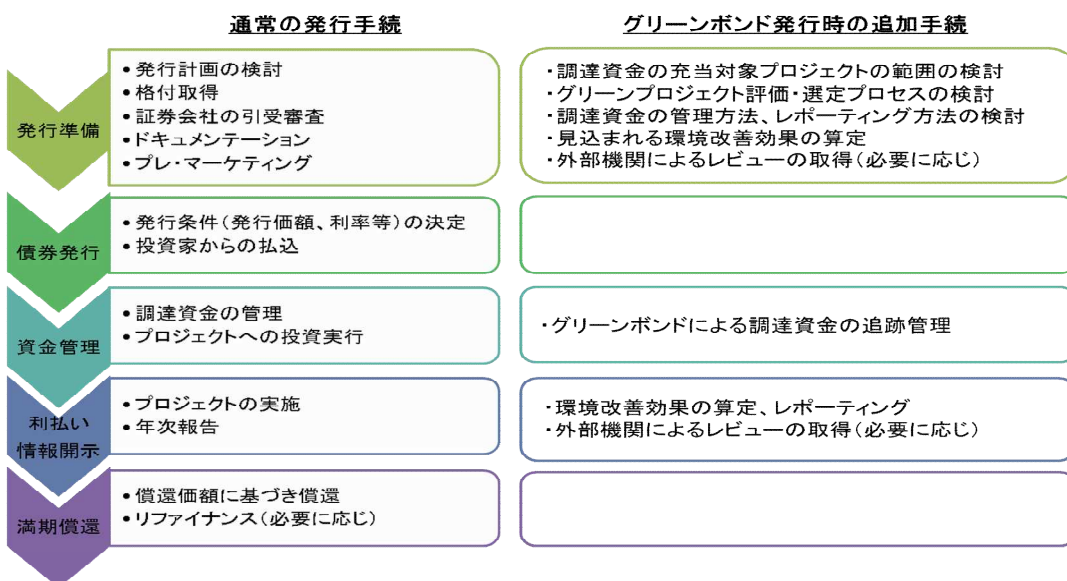 通常の発行手続
グリーンボンド発行時の追加手続
発行準備
• 発行計画の検討
• 格付取得
• 証券会社の引受審査
• ドキュメンテーション
• プレ・マーケティング
・調達資金の充当対象プロジェクトの範囲の検討
・グリーンプロジェクト評価・選定プロセスの検討
・調達資金の管理方法、レポーティング方法の検討
・見込まれる環境改善効果の算定
・外部機関によるレビューの取得(必要に応じ)
債券発行
• 発行条件(発行価額、利率等)の決定
• 投資家からの払込
資金管理
• 調達資金の管理
• プロジェクトへの投資実行
・グリーンボンドによる調達資金の追跡管理
利払い
情報開示
• プロジェクトの実施
• 年次報告
・環境改善効果の算定、レポーティング
・外部機関によるレビューの取得(必要に応じ)
満期償還
• 償還価額に基づき償還
• リファイナンス(必要に応じ)